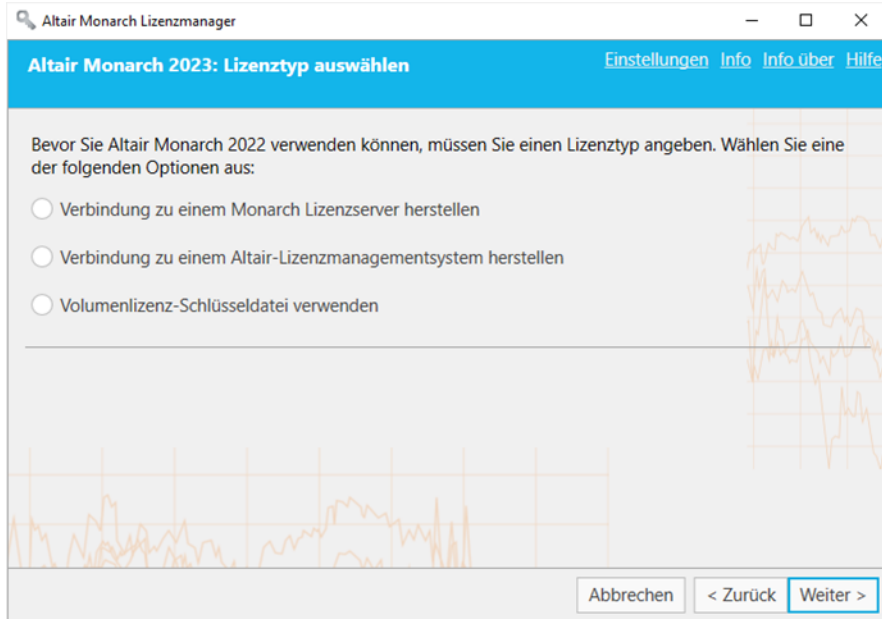 Altair Monarch Lizenzmanager
Altair Monarch 2023: Lizenztyp auswählen
Einstellungen Info Info über Hilfe
Bevor Sie Altair Monarch 2022 verwenden können, müssen Sie einen Lizenztyp angeben. Wählen Sie eine
der folgenden Optionen aus:
Verbindung zu einem Monarch Lizenzserver herstellen
Verbindung zu einem Altair-Lizenzmanagementsystem herstellen
Volumenlizenz-Schlüsseldatei verwenden
Abbrechen < Zurück Weiter >